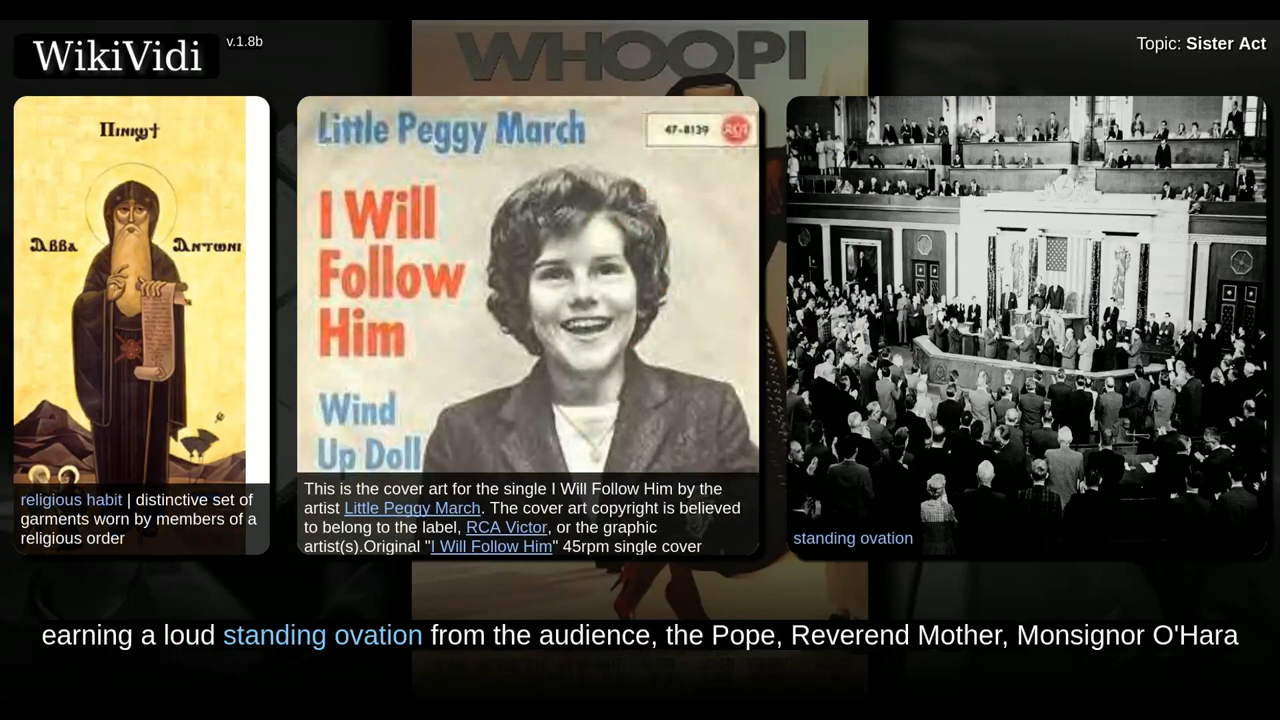 WikiVidi
v.1.8b
WHOOPI
Topic: Sister Act
Ⲡⲓⲛⲓϣϯ
Ⲁⲃⲃⲁ Ⲁⲛⲧⲱⲛⲓ
religious habit | distinctive set of
garments worn by members of a
religious order
Little Peggy March
47-8139
RCA
I Will
Follow
Him
Wind
Up Doll
This is the cover art for the single I Will Follow Him by the
artist Little Peggy March. The cover art copyright is believed
to belong to the label, RCA Victor, or the graphic
artist(s).Original "I Will Follow Him" 45rpm single cover
standing ovation
earning a loud standing ovation from the audience, the Pope, Reverend Mother, Monsignor O'Hara